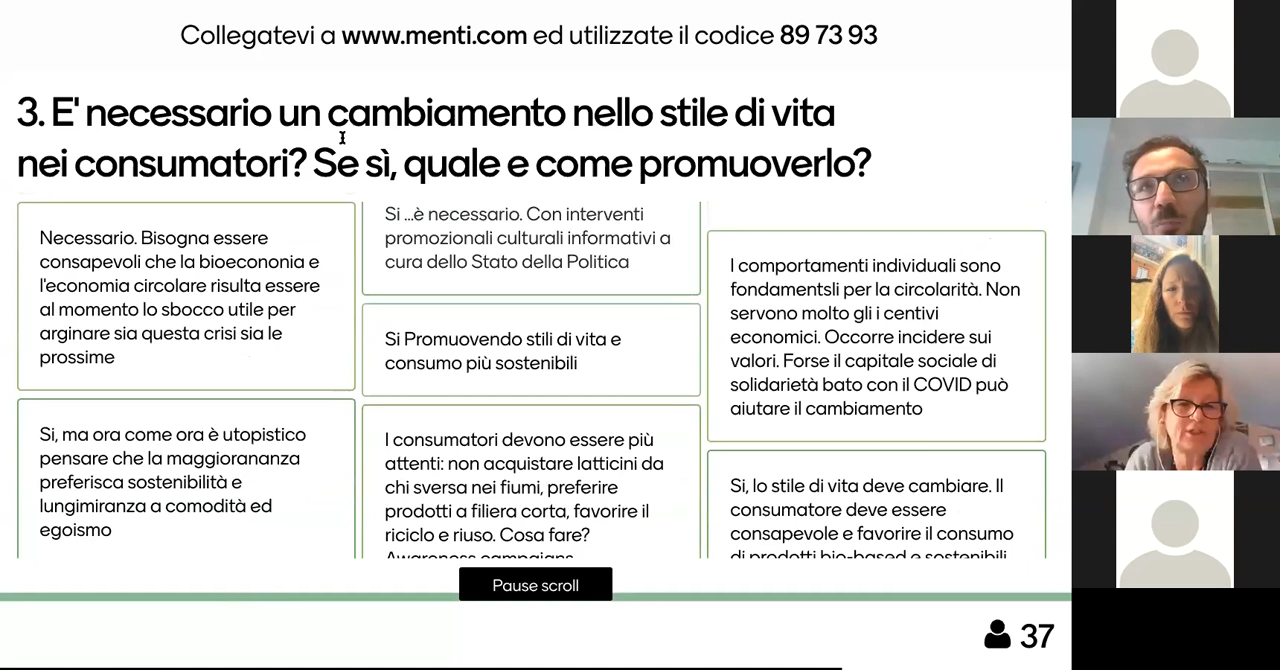 Collegatevi a www.menti.com ed utilizzate il codice 89 73 93
3. E' necessario un cambiamento nello stile di vita
nei consumatori? Se sì, quale e come promuoverlo?
Necessario. Bisogna essere
consapevoli che la bioeconomia e
l'economia circolare risulta essere
al momento lo sbocco utile per
arginare sia questa crisi sia le
prossime
Si, ma ora come ora è utopistico
pensare che la maggiorananza
preferisca sostenibilità e
lungimiranza a comodità ed
egoismo
Si ...è necessario. Con interventi
promozionali culturali informativi a
cura dello Stato della Politica
Si Promuovendo stili di vita e
consumo più sostenibili
I consumatori devono essere più
attenti: non acquistare latticini da
chi sversa nei fiumi, preferire
prodotti a filiera corta, favorire il
riciclo e riuso. Cosa fare?
Awareness campaigns
I comportamenti individuali sono
fondamentsli per la circolarità. Non
servono molto gli i centivi
economici. Occorre incidere sui
valori. Forse il capitale sociale di
solidarietà bato con il COVID può
aiutare il cambiamento
Si, lo stile di vita deve cambiare. Il
consumatore deve essere
consapevole e favorire il consumo
di prodotti bio-based e sostenibili
Pause scroll
37